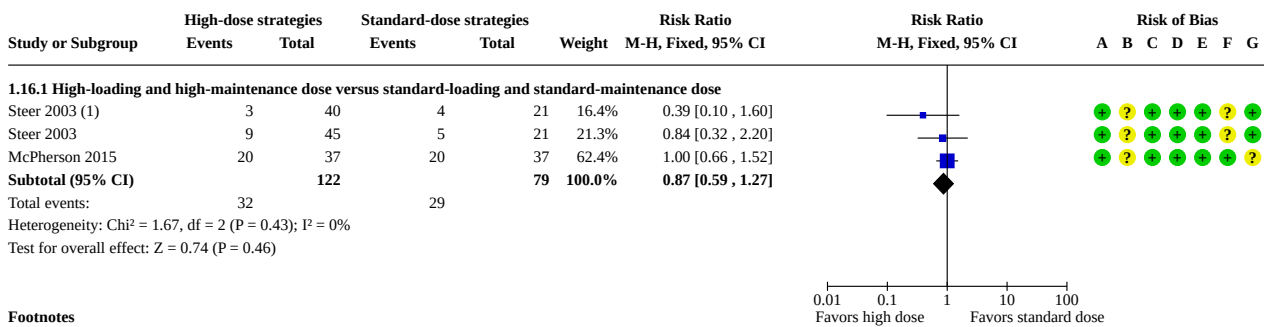 High-dose strategies Standard-dose strategies Risk Ratio Risk Ratio Risk of Bias
Study or Subgroup Events Total Events Total Weight M-H, Fixed, 95% CI M-H, Fixed, 95% CI A B C D E F G
1.16.1 High-loading and high-maintenance dose versus standard-loading and standard-maintenance dose
Steer 2003 (1) 3 40 4 21 16.4% 0.39 [0.10 , 1.60] + ? + + + ? +
Steer 2003 9 45 5 21 21.3% 0.84 [0.32 , 2.20] + ? + + + ? +
McPherson 2015 20 37 20 37 62.4% 1.00 [0.66 , 1.52] + ? + + + + ?
Subtotal (95% CI) 122 79 100.0% 0.87 [0.59 , 1.27]
Total events: 32 29
Heterogeneity: Chi² = 1.67, df = 2 (P = 0.43); I² = 0%
Test for overall effect: Z = 0.74 (P = 0.46)
0.01 0.1 1 10 100
Favors high dose Favors standard dose
Footnotes